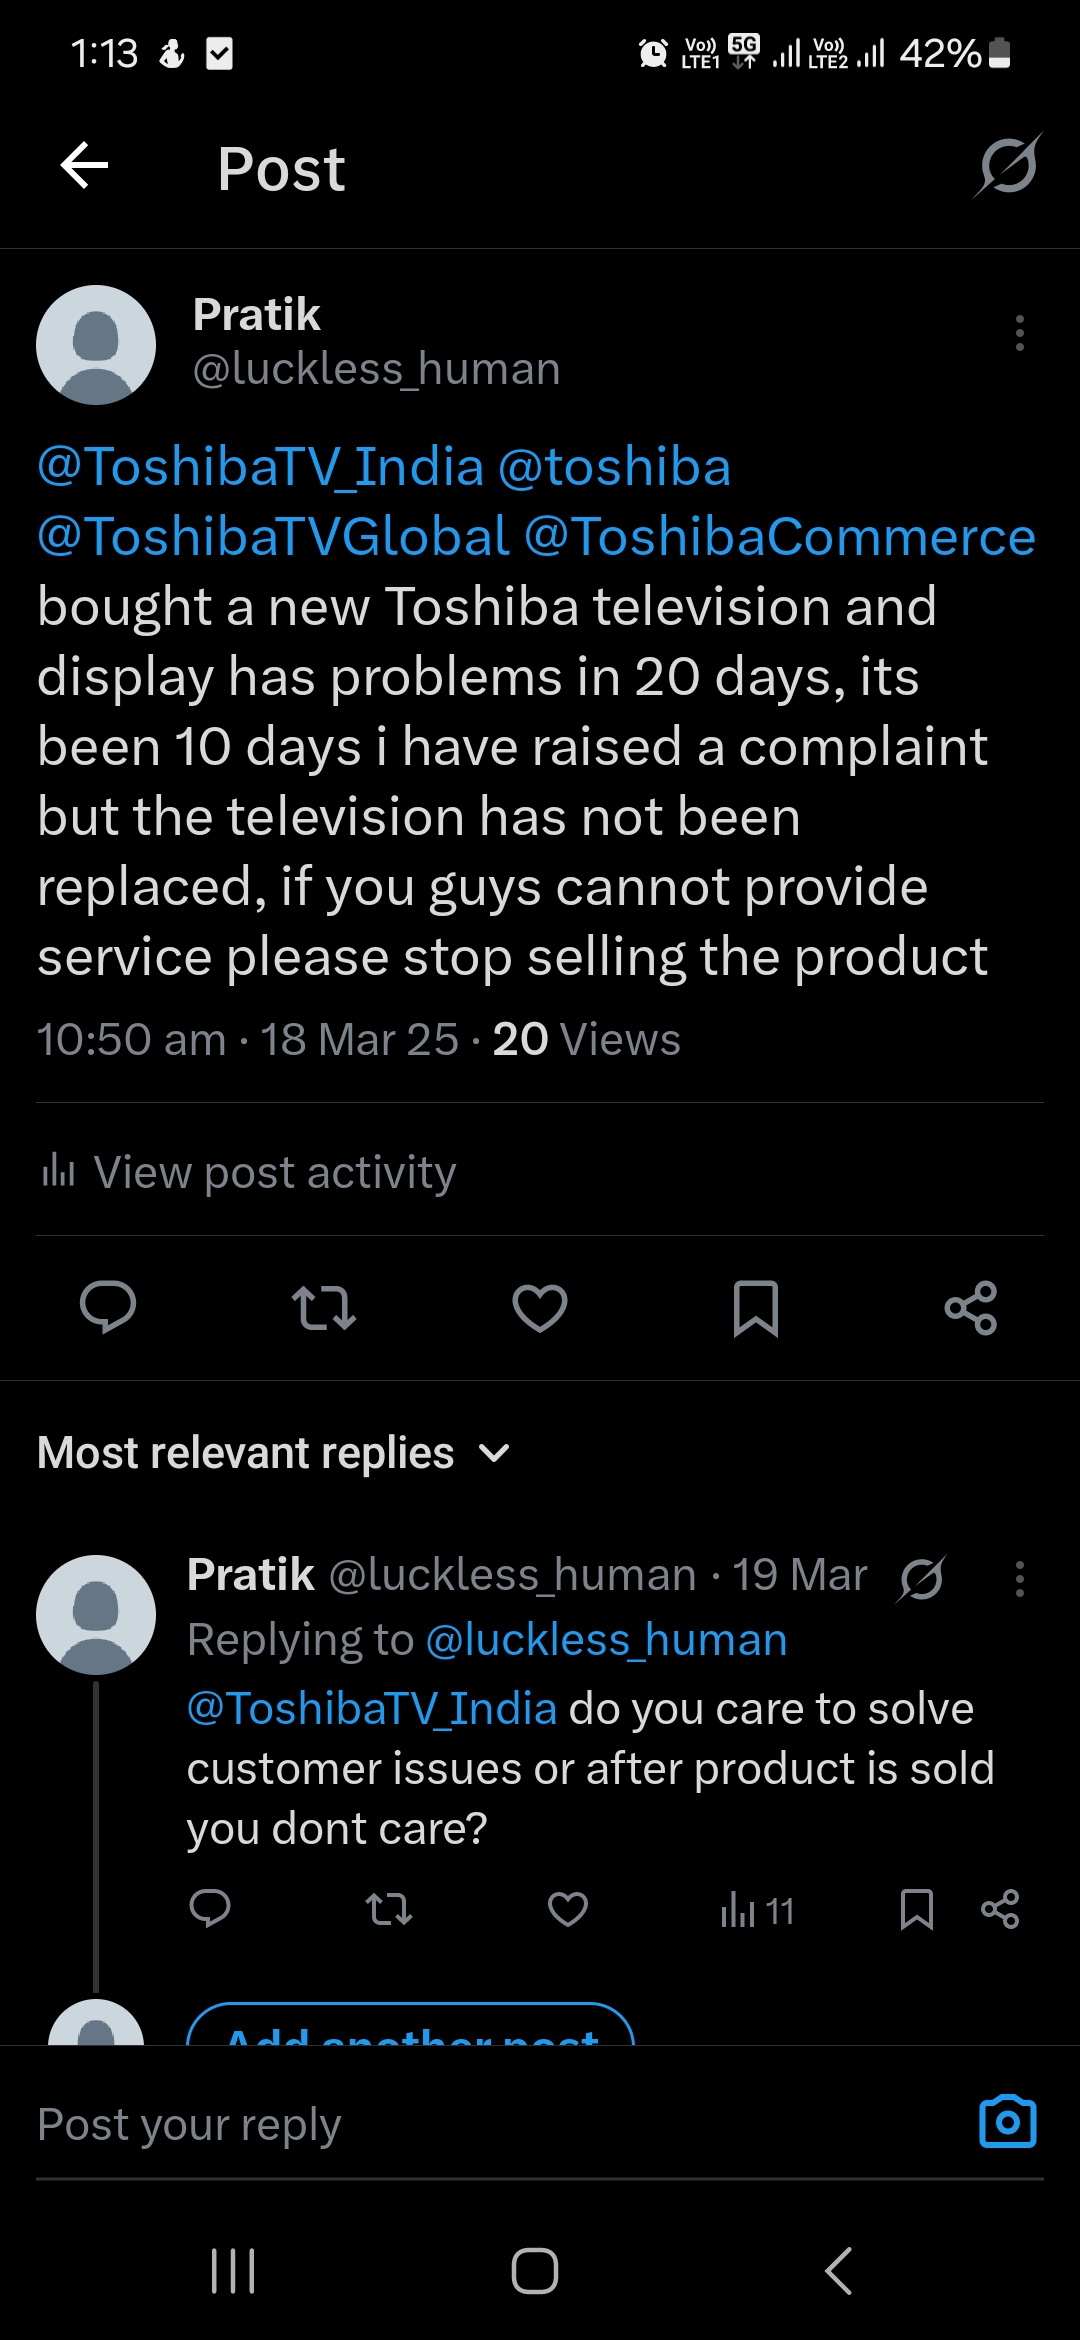 1:13 Vo)) LTE1 5G Vo)) LTE2 42%
Post
Pratik
@luckless_human
@ToshibaTV_India @toshiba
@ToshibaTVGlobal @ToshibaCommerce
bought a new Toshiba television and
display has problems in 20 days, its
been 10 days i have raised a complaint
but the television has not been
replaced, if you guys cannot provide
service please stop selling the product
10:50 am · 18 Mar 25 · 20 Views
View post activity
Most relevant replies
Pratik @luckless_human · 19 Mar
Replying to @luckless_human
@ToshibaTV_India do you care to solve
customer issues or after product is sold
you dont care?
11
Add another post
Post your reply